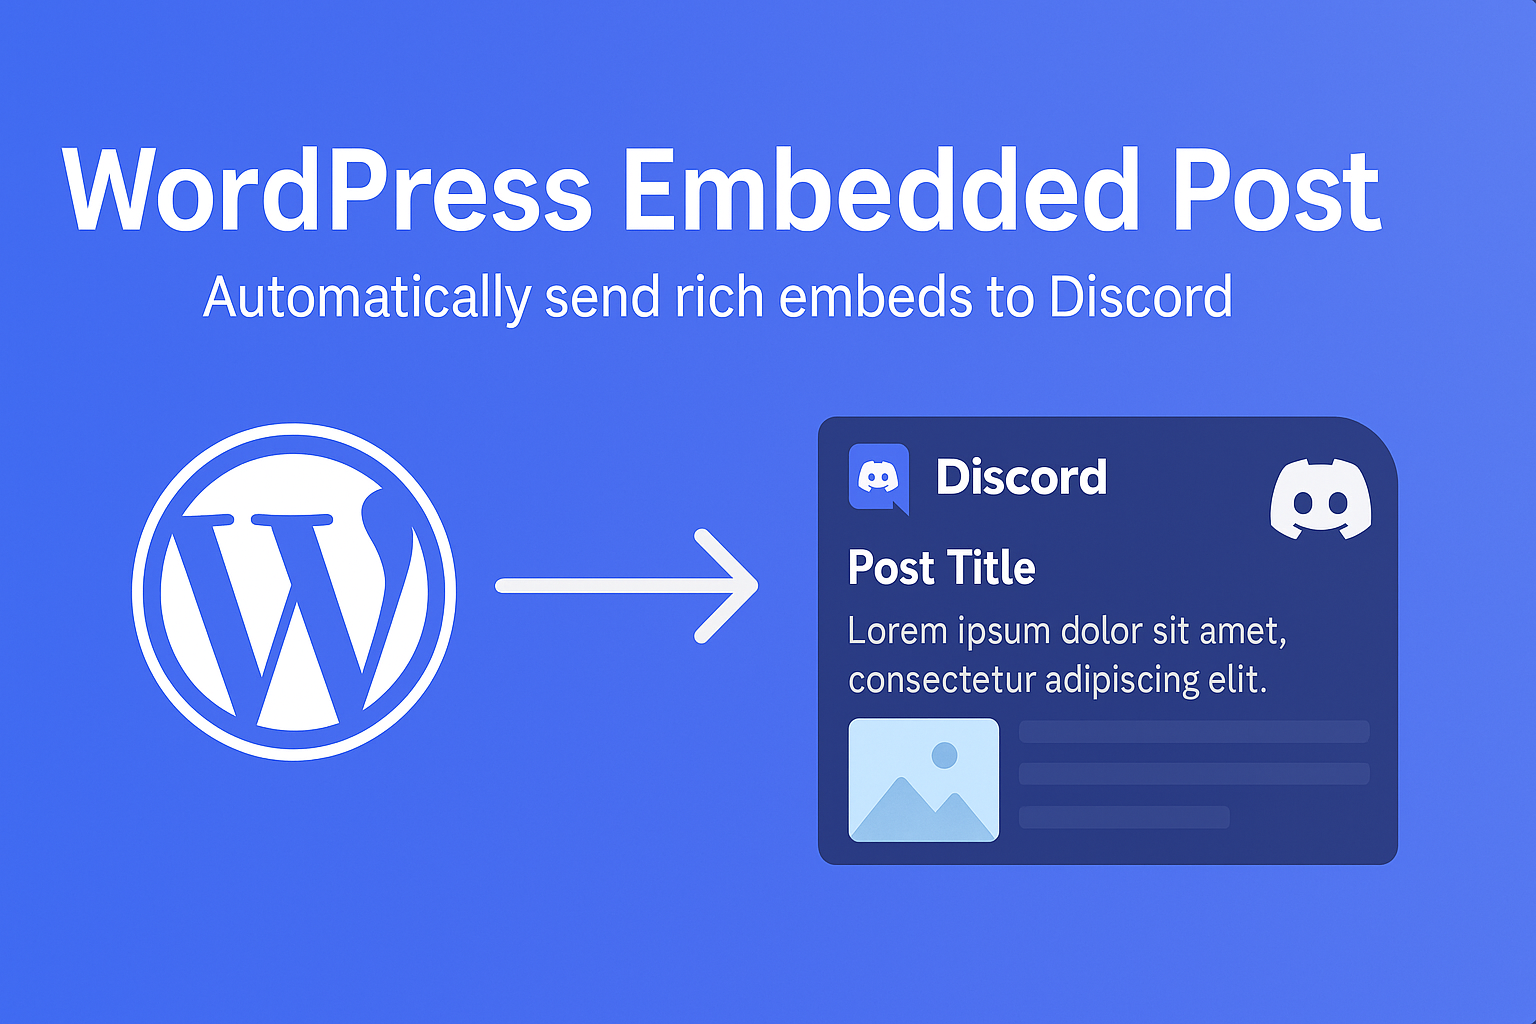 WordPress Embedded Post
Automatically send rich embeds to Discord
Discord
Post Title
Lorem ipsum dolor sit amet,
consectetur adipiscing elit.